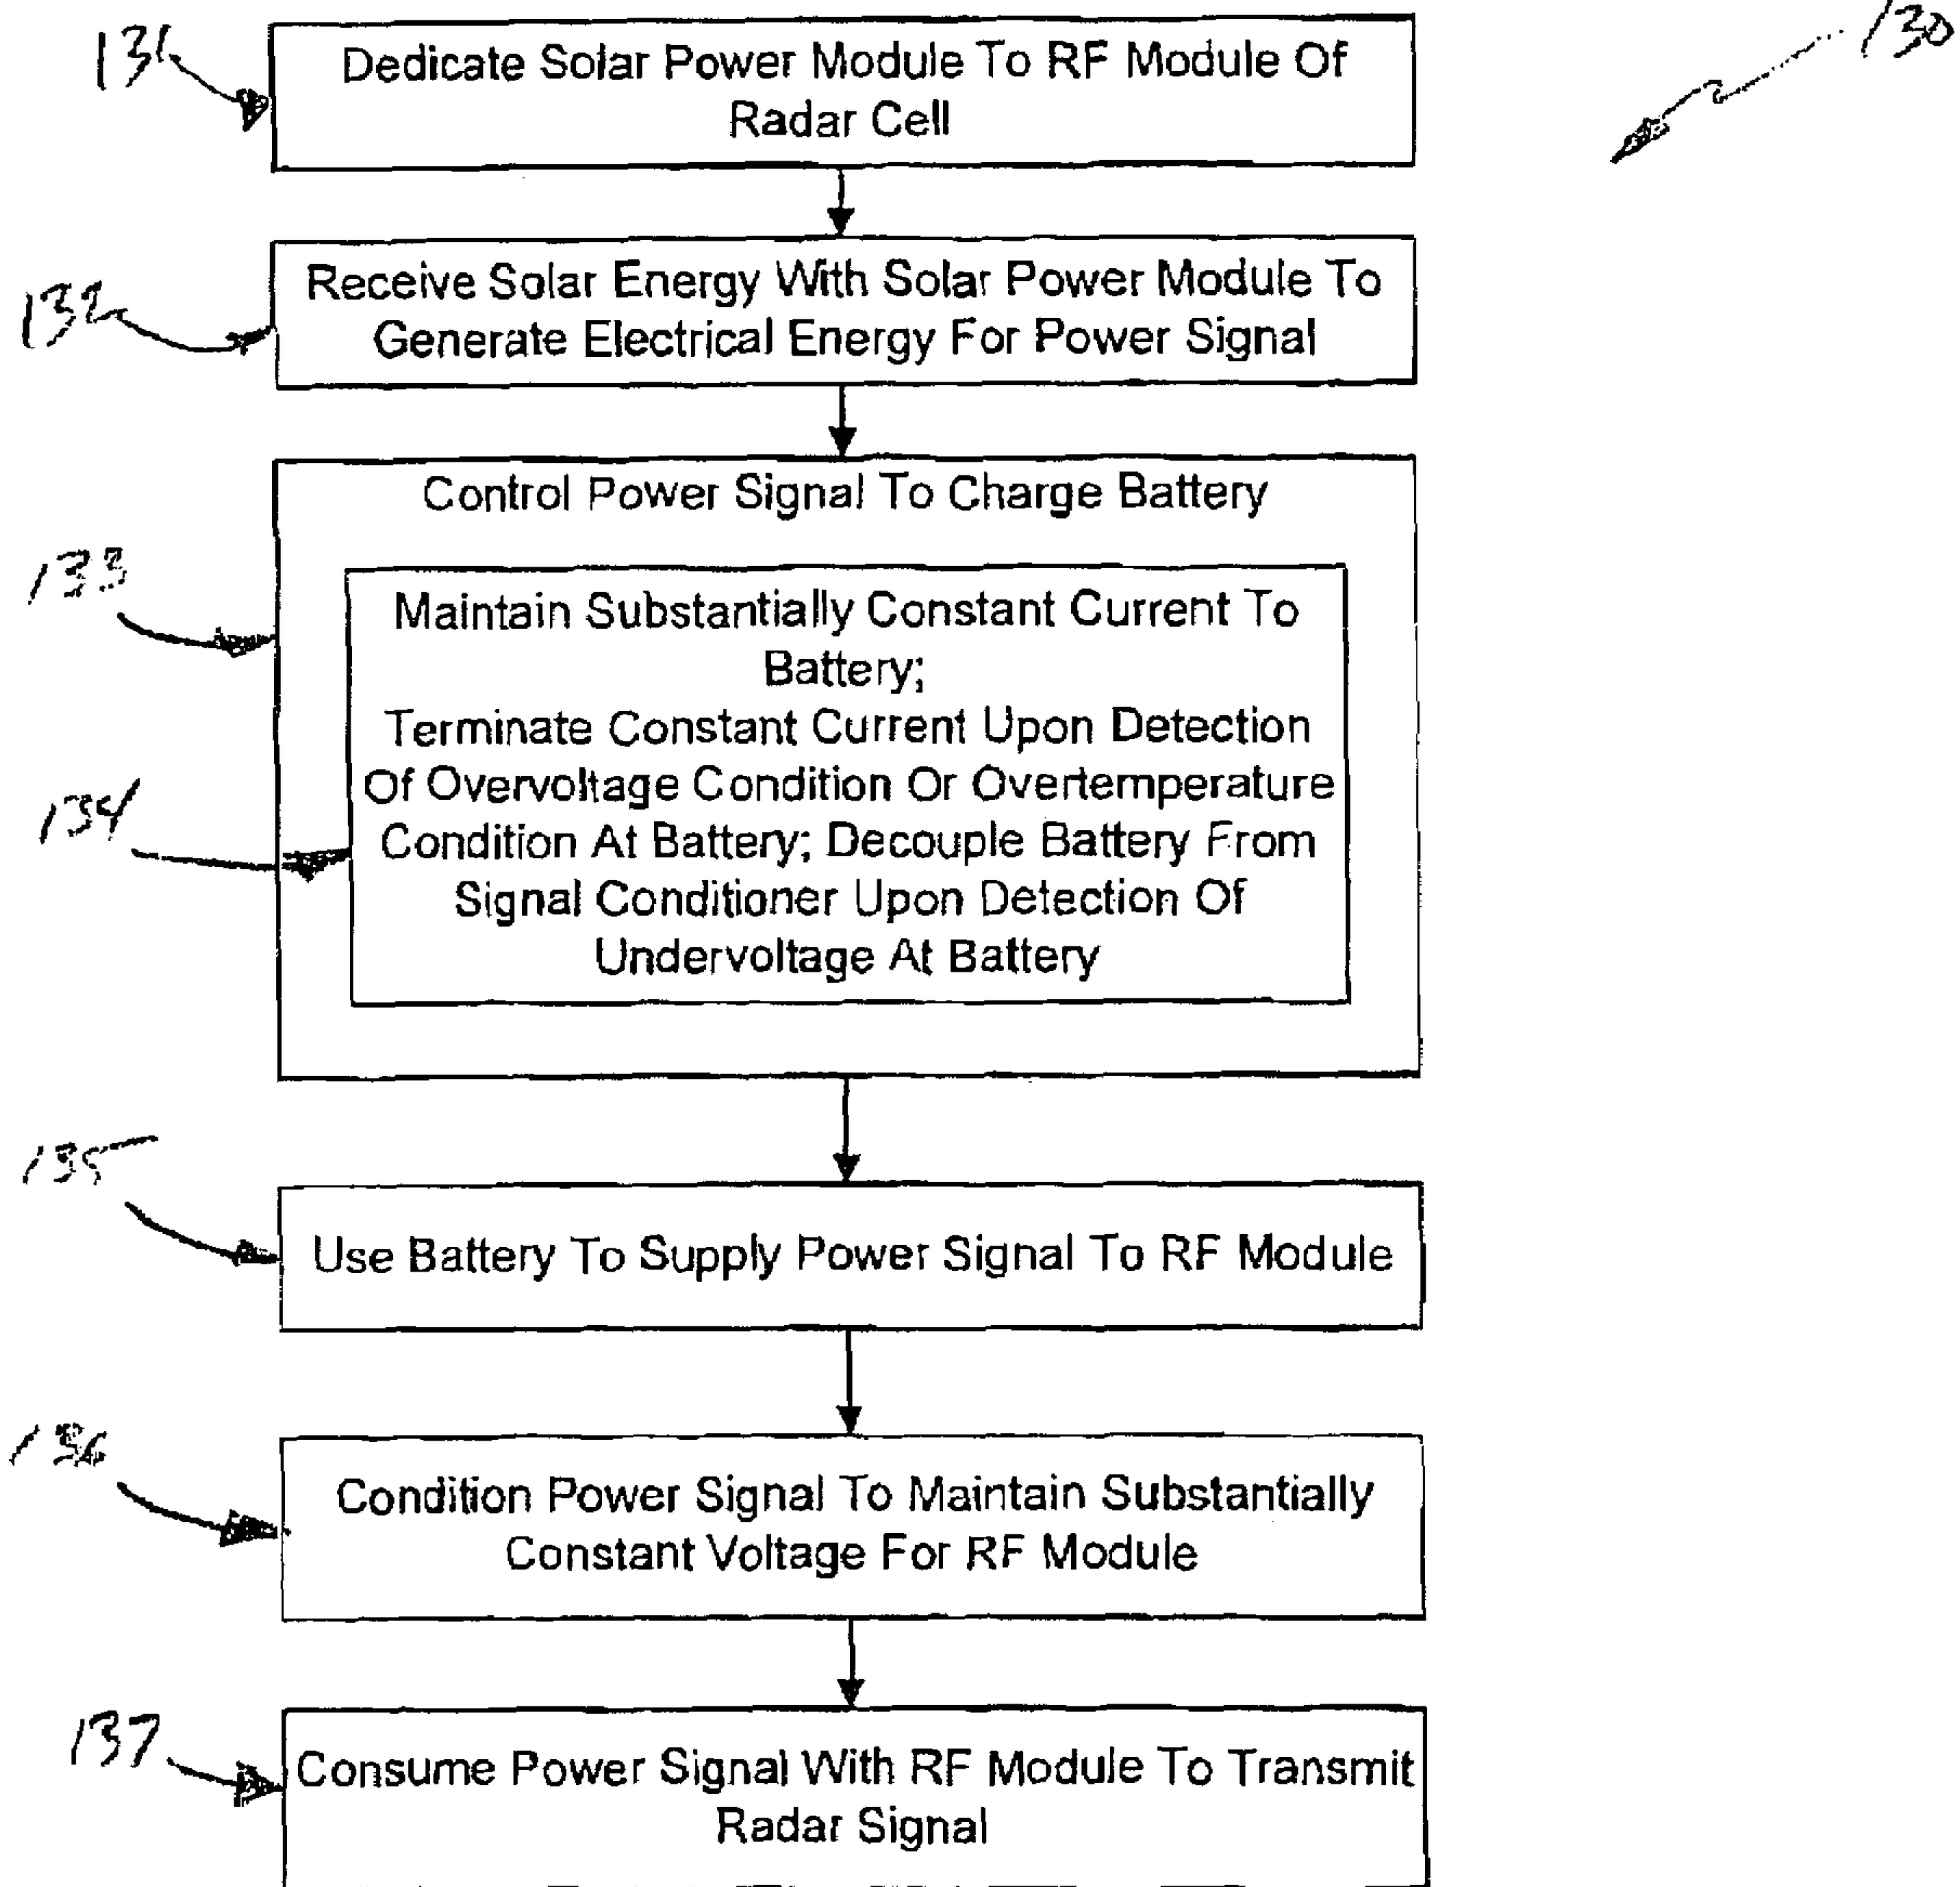 130
131
Dedicate Solar Power Module To RF Module Of
Radar Cell
132
Receive Solar Energy With Solar Power Module To
Generate Electrical Energy For Power Signal
Control Power Signal To Charge Battery
133
Maintain Substantially Constant Current To
Battery;
Terminate Constant Current Upon Detection
Of Overvoltage Condition Or Overtemperature
134
Condition At Battery; Decouple Battery From
Signal Conditioner Upon Detection Of
Undervoltage At Battery
135
Use Battery To Supply Power Signal To RF Module
136
Condition Power Signal To Maintain Substantially
Constant Voltage For RF Module
137
Consume Power Signal With RF Module To Transmit
Radar Signal